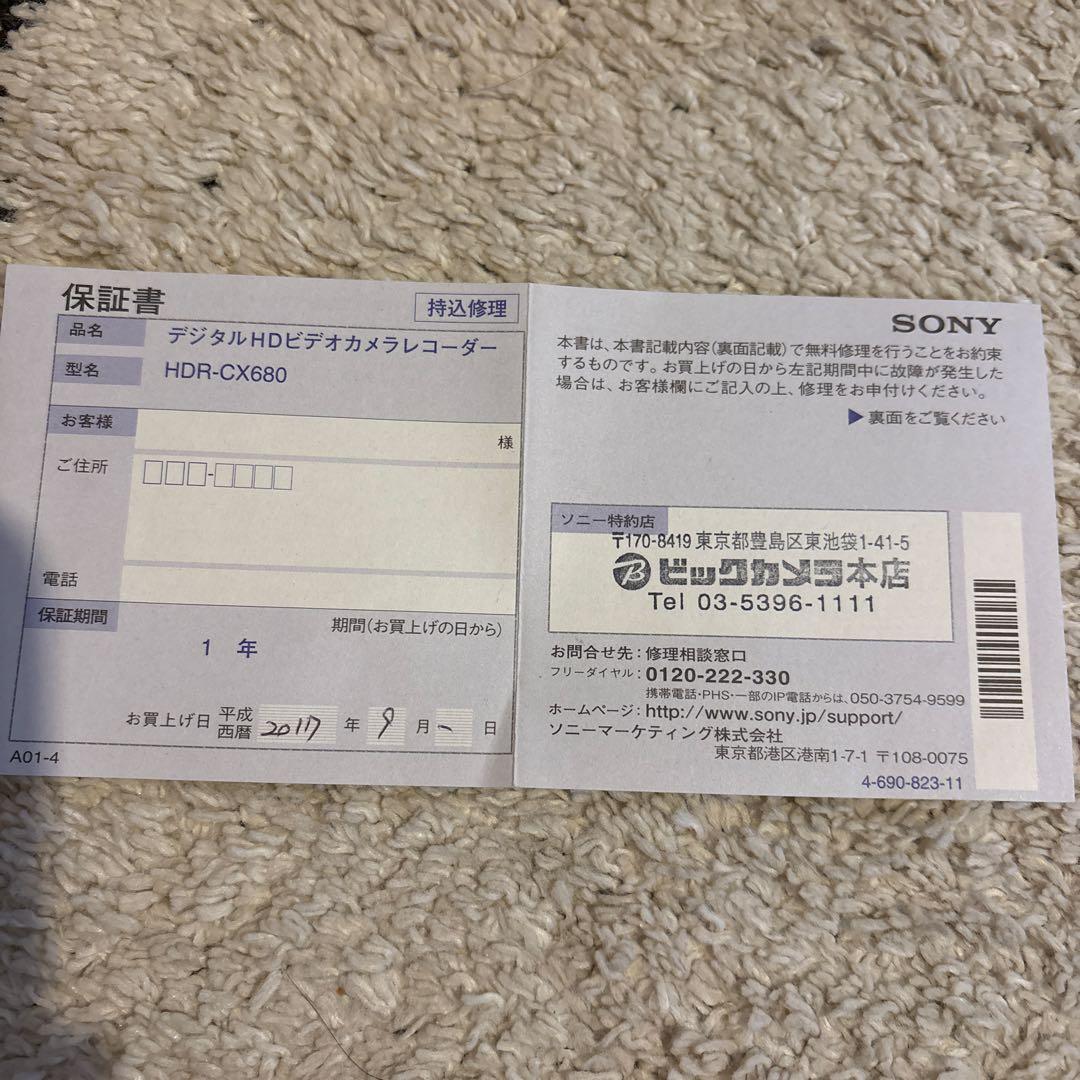 保証書
持込修理
品名 デジタルHDビデオカメラレコーダー
型名 HDR-CX680
お客様
様
ご住所
電話
保証期間
期間(お買上げの日から)
1 年
お買上げ日 平成 西暦 2017 年 9 月 - 日
A01-4
SONY
本書は、本書記載内容(裏面記載)で無料修理を行うことをお約束
するものです。お買上げの日から左記期間中に故障が発生した
場合は、お客様欄にご記入の上、修理をお申付けください。
▶裏面をご覧ください
ソニー特約店
〒170-8419 東京都豊島区東池袋1-41-5
B ビックカメラ本店
Tel 03-5396-1111
お問合せ先:修理相談窓口
フリーダイヤル:0120-222-330
携帯電話・PHS・一部のIP電話からは、050-3754-9599
ホームページ:http://www.sony.jp/support/
ソニーマーケティング株式会社
東京都港区港南1-7-1 〒108-0075
4-690-823-11